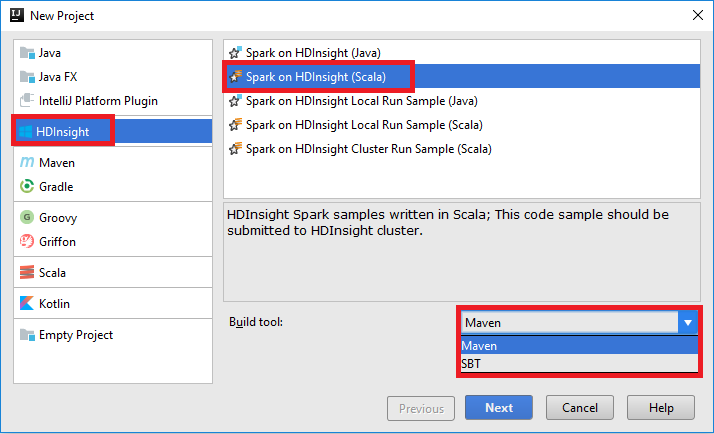 New Project
Java
Java FX
IntelliJ Platform Plugin
HDInsight
Maven
Gradle
Groovy
Griffon
Scala
Kotlin
Empty Project
Spark on HDInsight (Java)
Spark on HDInsight (Scala)
Spark on HDInsight Local Run Sample (Java)
Spark on HDInsight Local Run Sample (Scala)
Spark on HDInsight Cluster Run Sample (Scala)
HDInsight Spark samples written in Scala; This code sample should be
submitted to HDInsight cluster.
Build tool:
Maven
Maven
SBT
Previous
Next
Cancel
Help